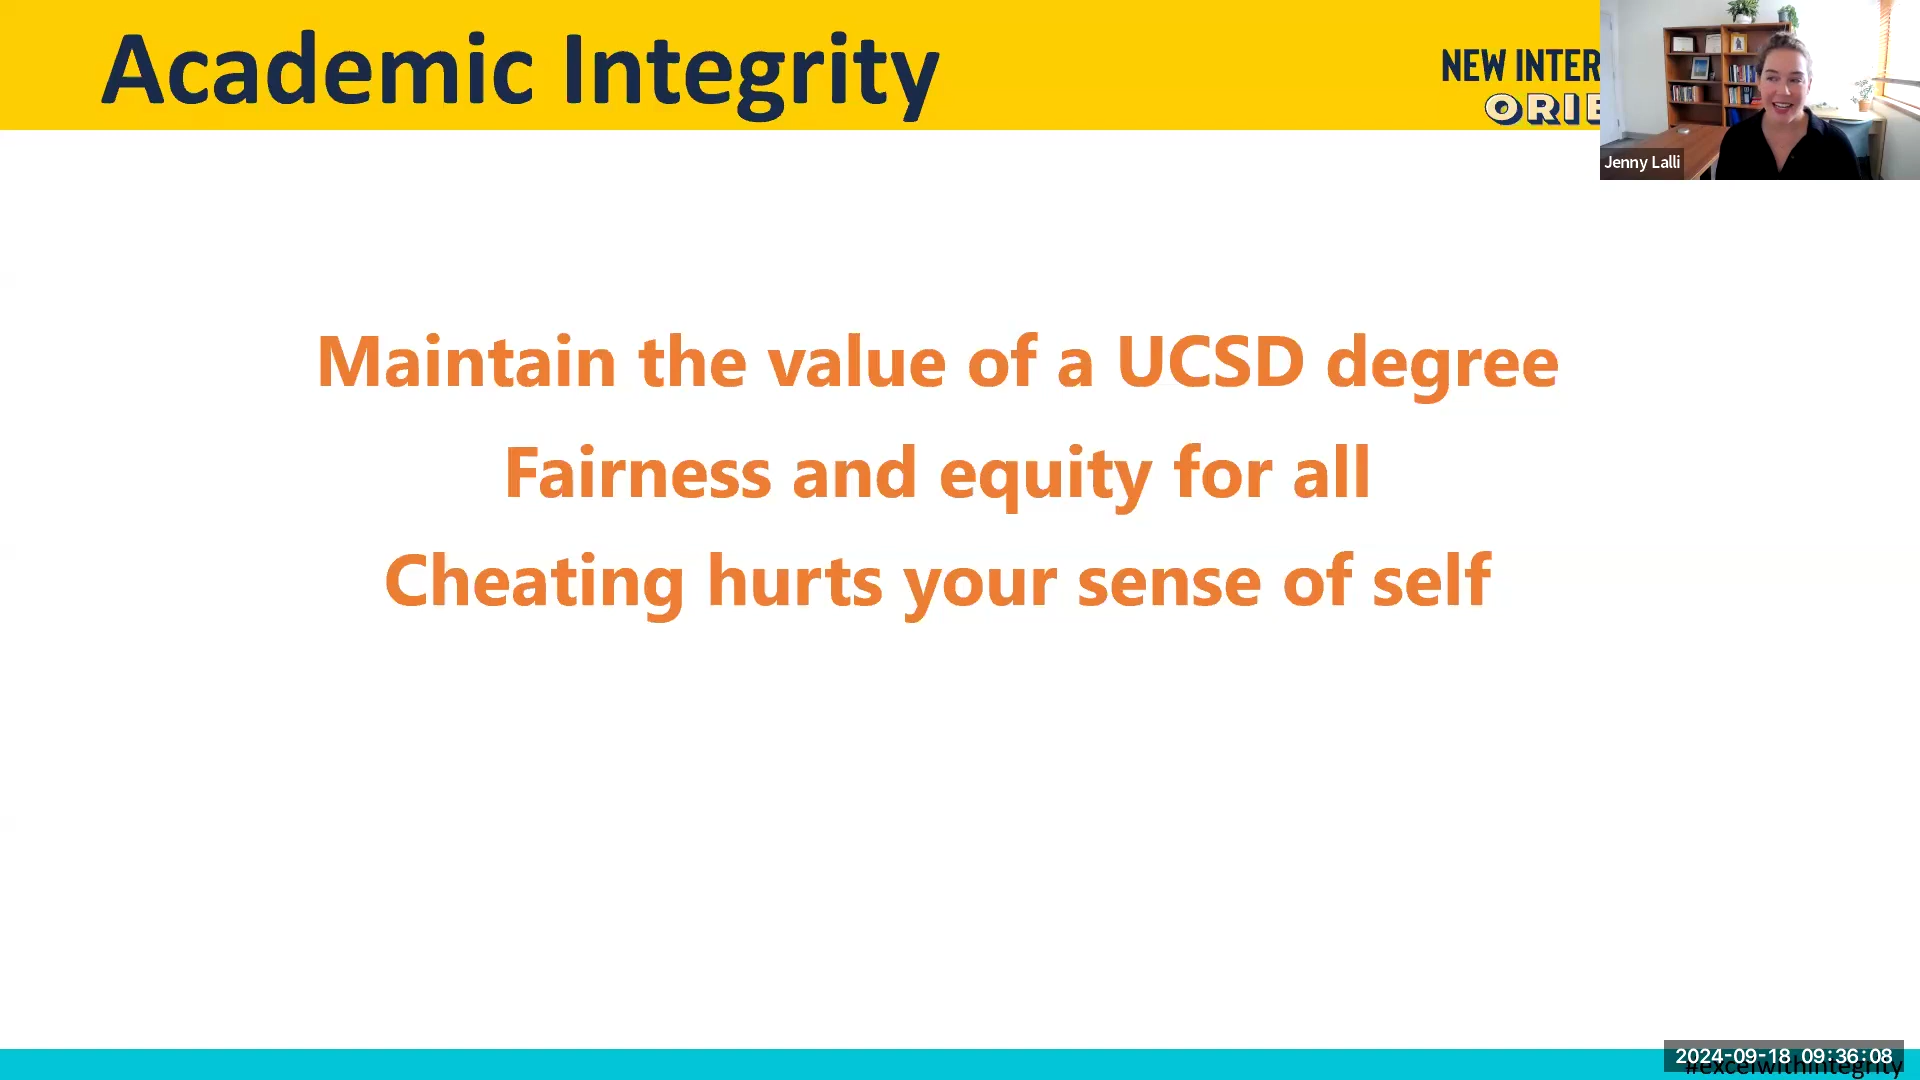 Academic Integrity
NEW INTER
ORIE
Jenny Lalli
Maintain the value of a UCSD degree
Fairness and equity for all
Cheating hurts your sense of self
2024-09-18 09:36:08
#excelwithintegrity